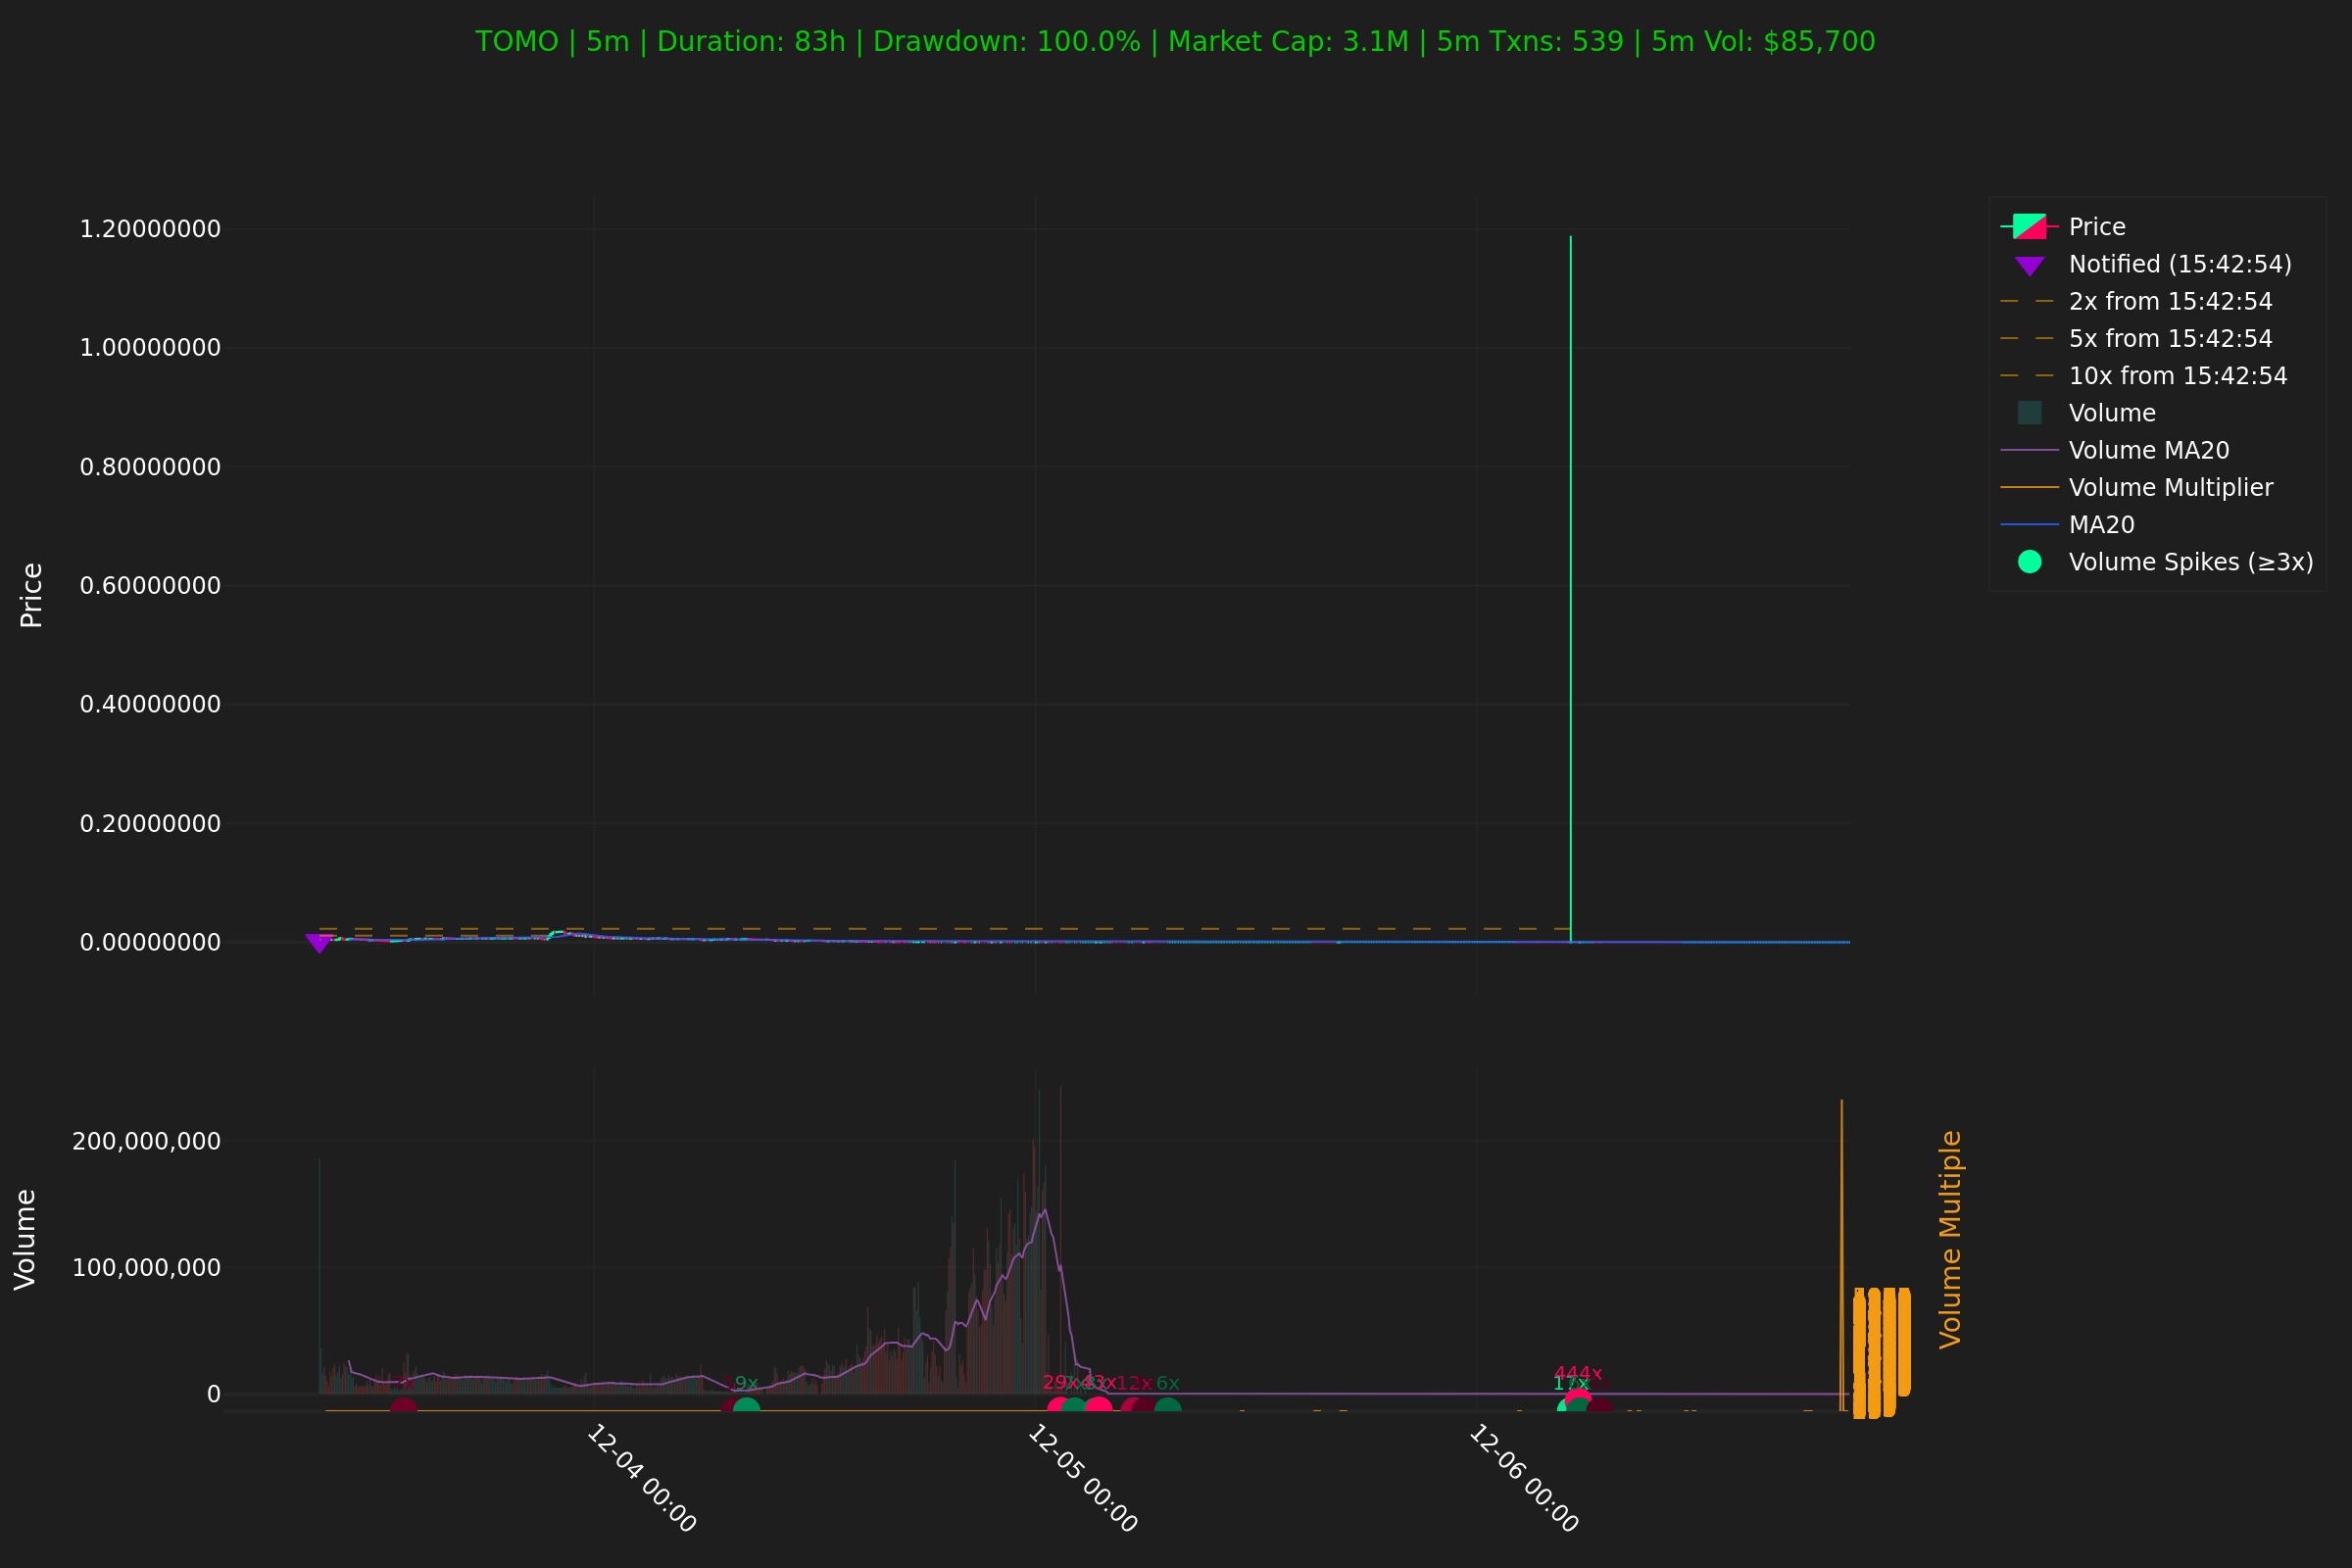 TOMO | 5m | Duration: 83h | Drawdown: 100.0% | Market Cap: 3.1M | 5m Txns: 539 | 5m Vol: $85,700
1.20000000
1.00000000
0.80000000
0.60000000
0.40000000
0.20000000
0.00000000
Price
Price
Notified (15:42:54)
2x from 15:42:54
5x from 15:42:54
10x from 15:42:54
Volume
Volume MA20
Volume Multiplier
MA20
Volume Spikes (≥3x)
200,000,000
100,000,000
0
Volume
9x
29x
43x
12x
6x
444x
Volume Multiple
12-04 00:00
12-05 00:00
12-06 00:00